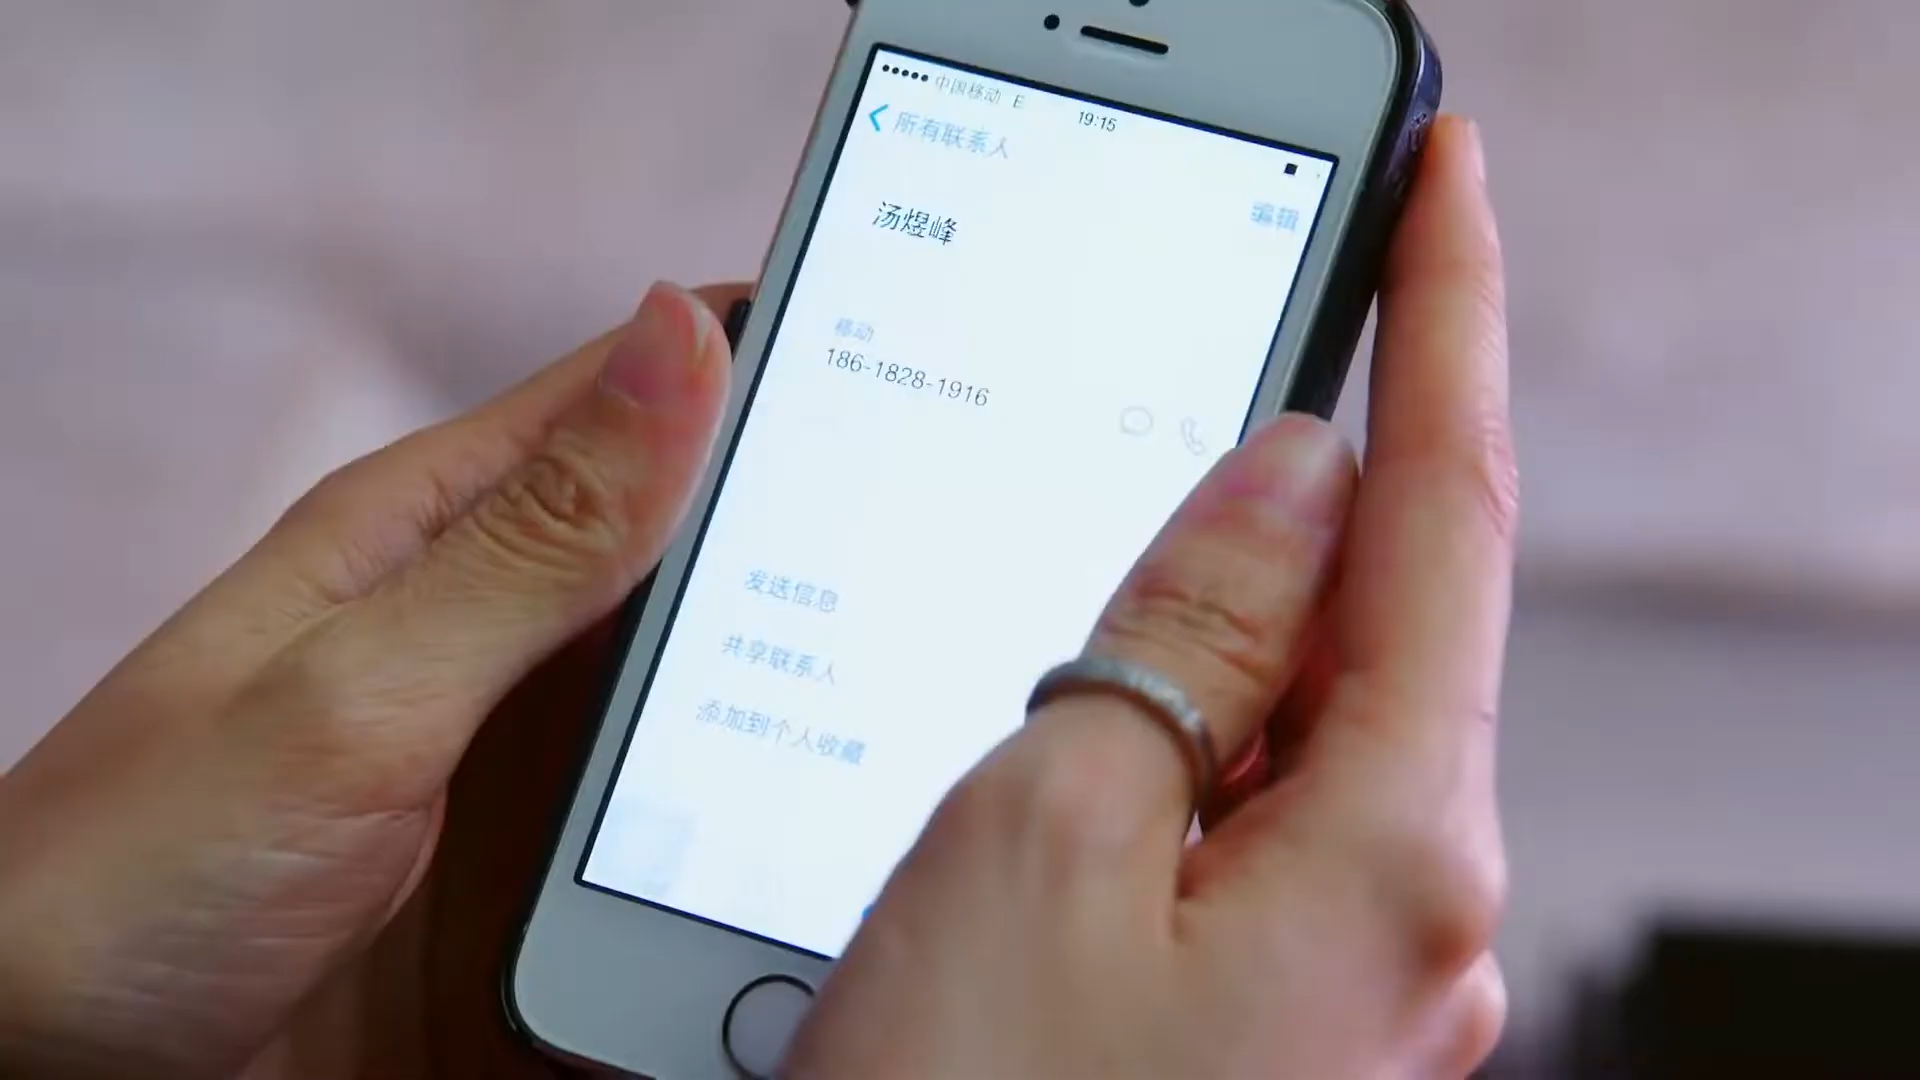 中国移动 E
19:15
所有联系人
编辑
汤煜峰
移动
186-1828-1916
发送信息
共享联系人
添加到个人收藏